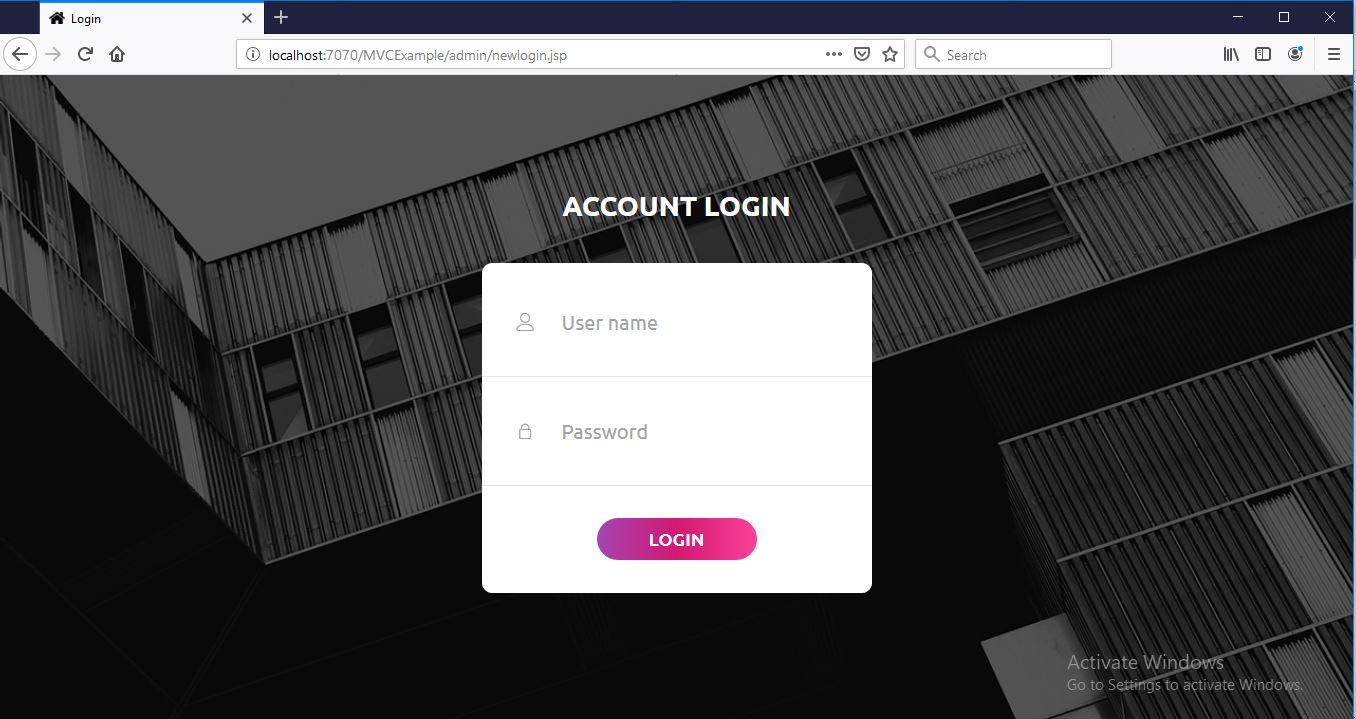 Login
localhost:7070/MVCExample/admin/newlogin.jsp
Search
ACCOUNT LOGIN
User name
Password
LOGIN
Activate Windows
Go to Settings to activate Windows.